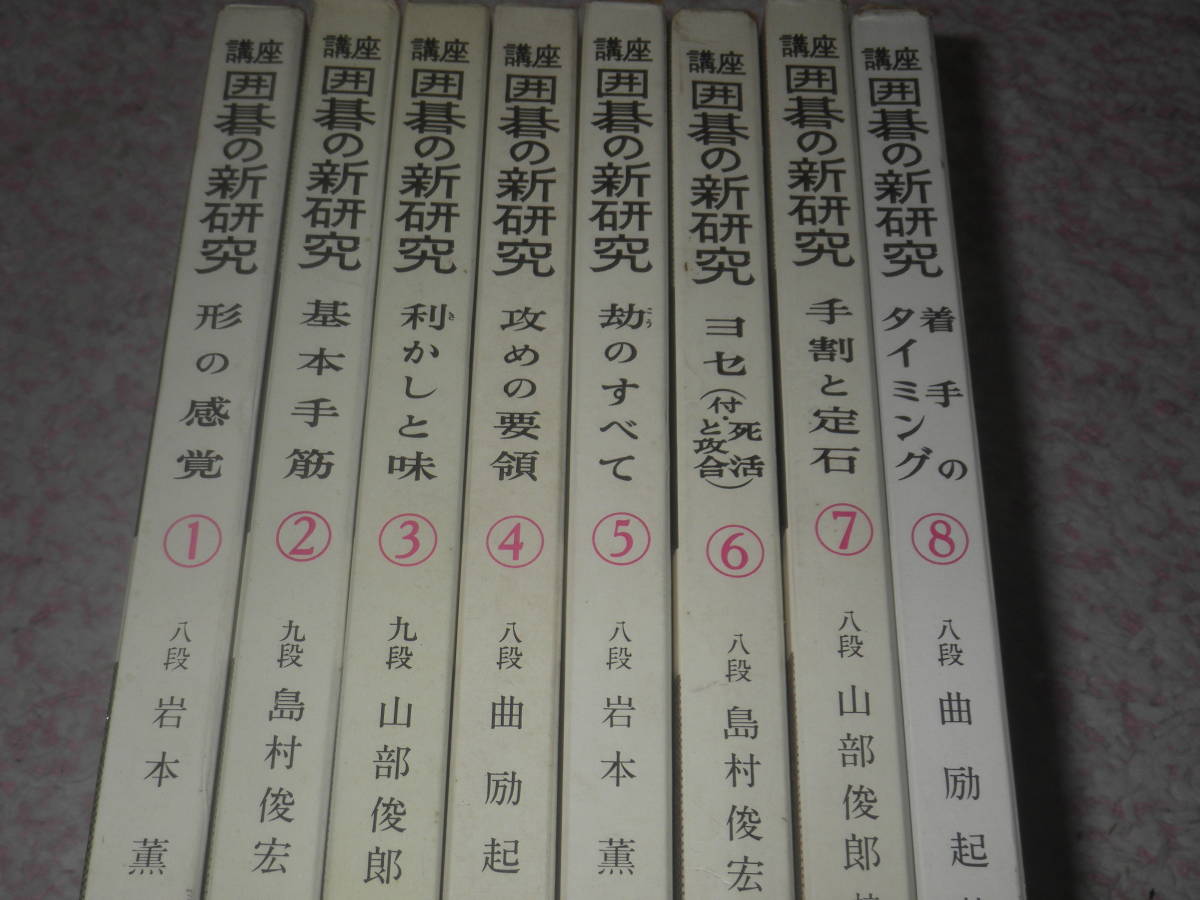 講座
囲碁の新研究
形の感覚
1
八段
岩本薫
講座
囲碁の新研究
基本手筋
2
九段
島村俊宏
講座
囲碁の新研究
利かしと味
き
3
九段
山部俊郎
講座
囲碁の新研究
攻めの要領
4
八段
曲励起
講座
囲碁の新研究
劫のすべて
こう
5
八段
岩本薫
講座
囲碁の新研究
ヨセ(付・死活
と攻合)
6
八段
島村俊宏
講座
囲碁の新研究
手割と定石
7
八段
山部俊郎
講座
囲碁の新研究
着手の
タイミング
8
八段
曲励起